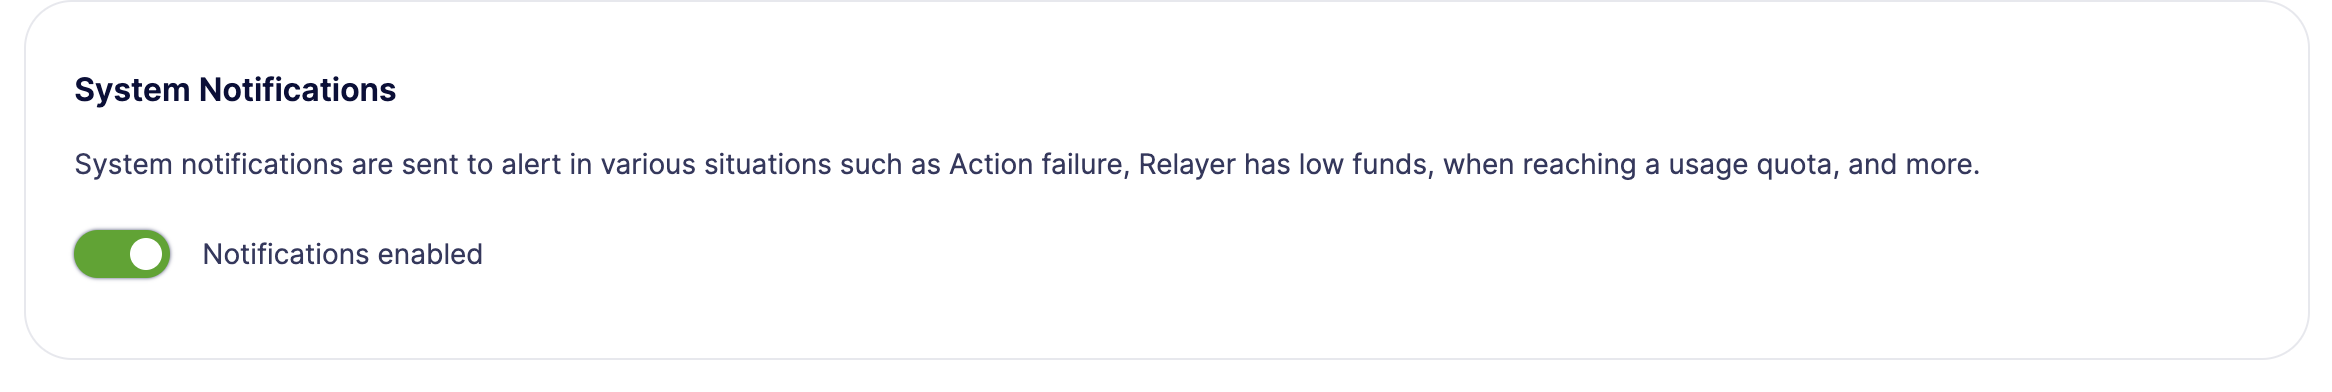 System Notifications
System notifications are sent to alert in various situations such as Action failure, Relayer has low funds, when reaching a usage quota, and more.
Notifications enabled